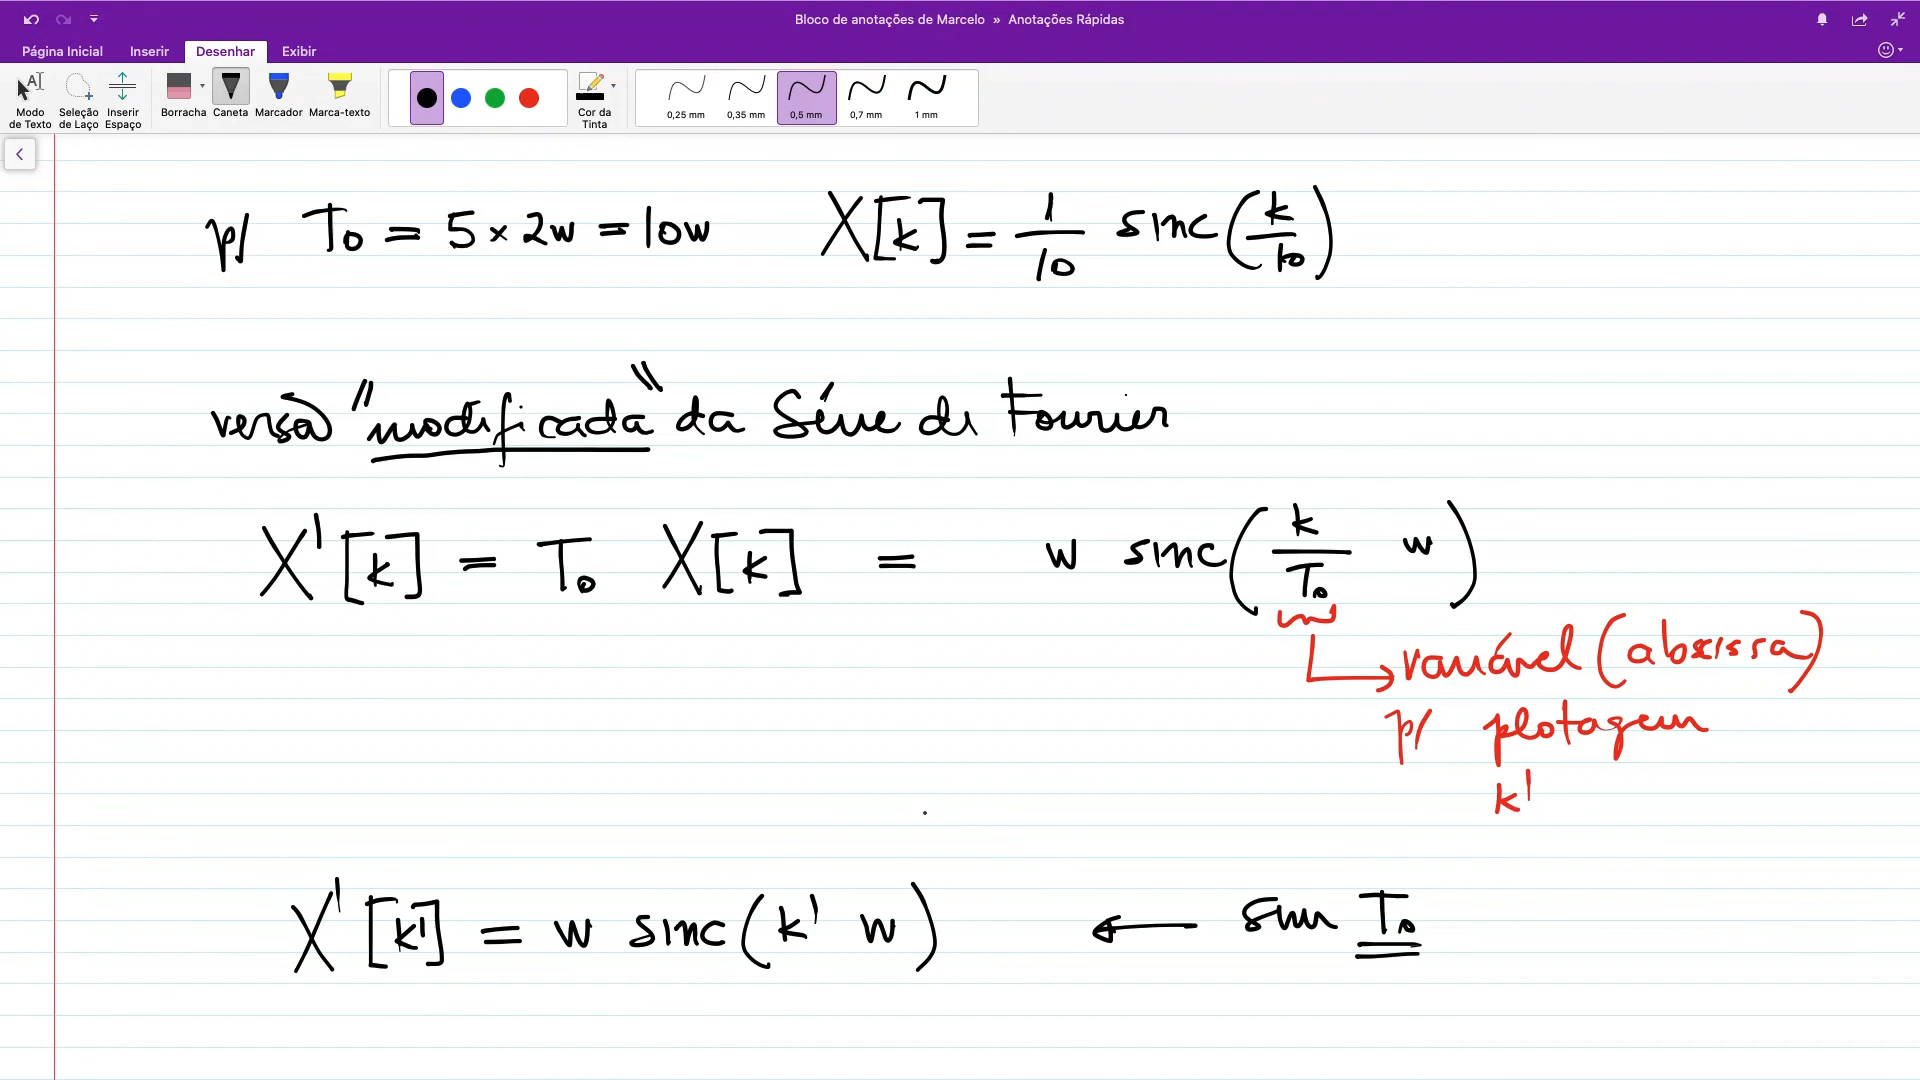 Bloco de anotações de Marcelo » Anotações Rápidas
Página Inicial Inserir Desenhar Exibir
Modo de Texto Seleção de Laço Inserir Espaço Borracha Caneta Marcador Marca-texto Cor da Tinta 0,25 mm 0,35 mm 0,5 mm 0,7 mm 1 mm
p/ T₀ = 5 × 2w = 10w X[k] = 1/10 sinc(k/10)
versão "modificada" da Série de Fourier
X'[k] = T₀ X[k] = w sinc(k/T₀ w)
variável (abscissa)
p/ plotagem
k'
X'[k'] = w sinc(k' w) ← sem T₀